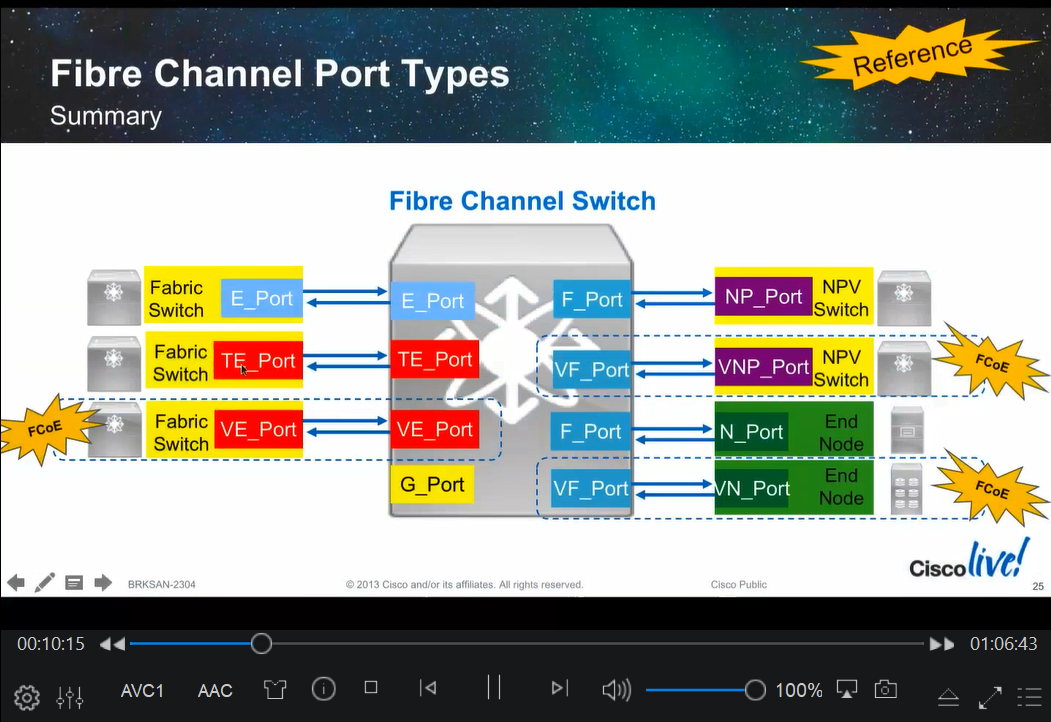 Fibre Channel Port Types
Summary
Reference
Fibre Channel Switch
Fabric
Switch
E_Port
E_Port
F_Port
NP_Port
NPV
Switch
Fabric
Switch
TE_Port
TE_Port
VF_Port
VNP_Port
NPV
Switch
FCoE
FCoE
Fabric
Switch
VE_Port
VE_Port
F_Port
N_Port
End
Node
G_Port
VF_Port
VN_Port
End
Node
FCoE
BRKSAN-2304
© 2013 Cisco and/or its affiliates. All rights reserved.
Cisco Public
Cisco live!
25
00:10:15
01:06:43
AVC1
AAC
100%